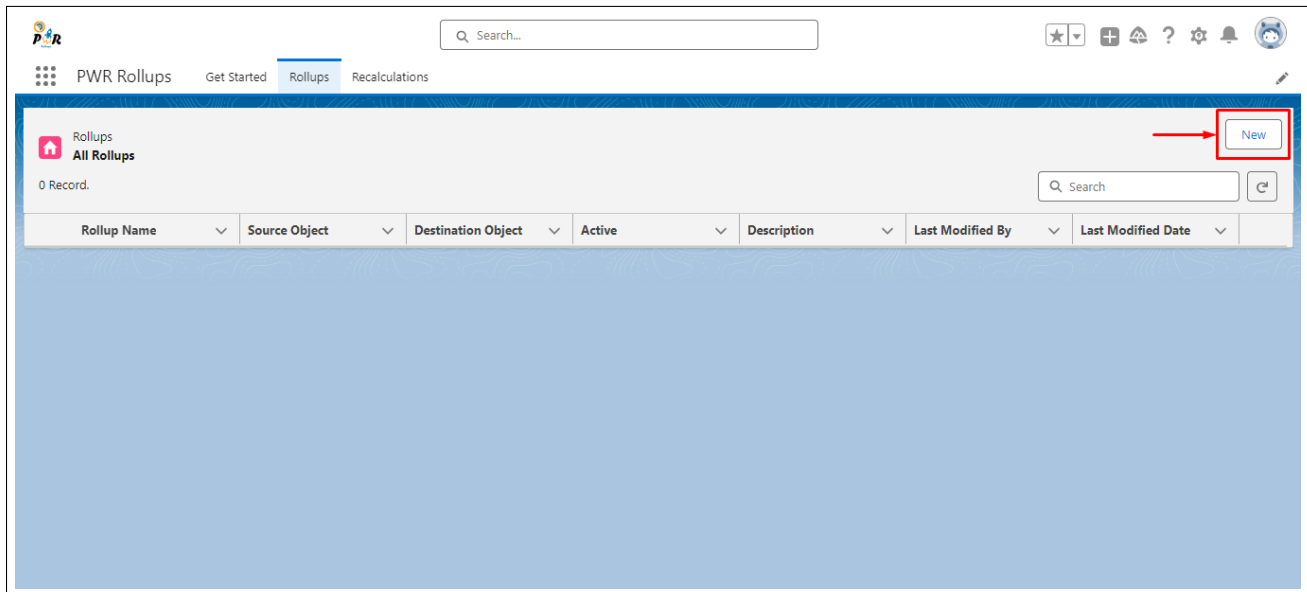 PWR
Search...
PWR Rollups Get Started Rollups Recalculations
Rollups
All Rollups
New
0 Record.
Search
Rollup Name Source Object Destination Object Active Description Last Modified By Last Modified Date